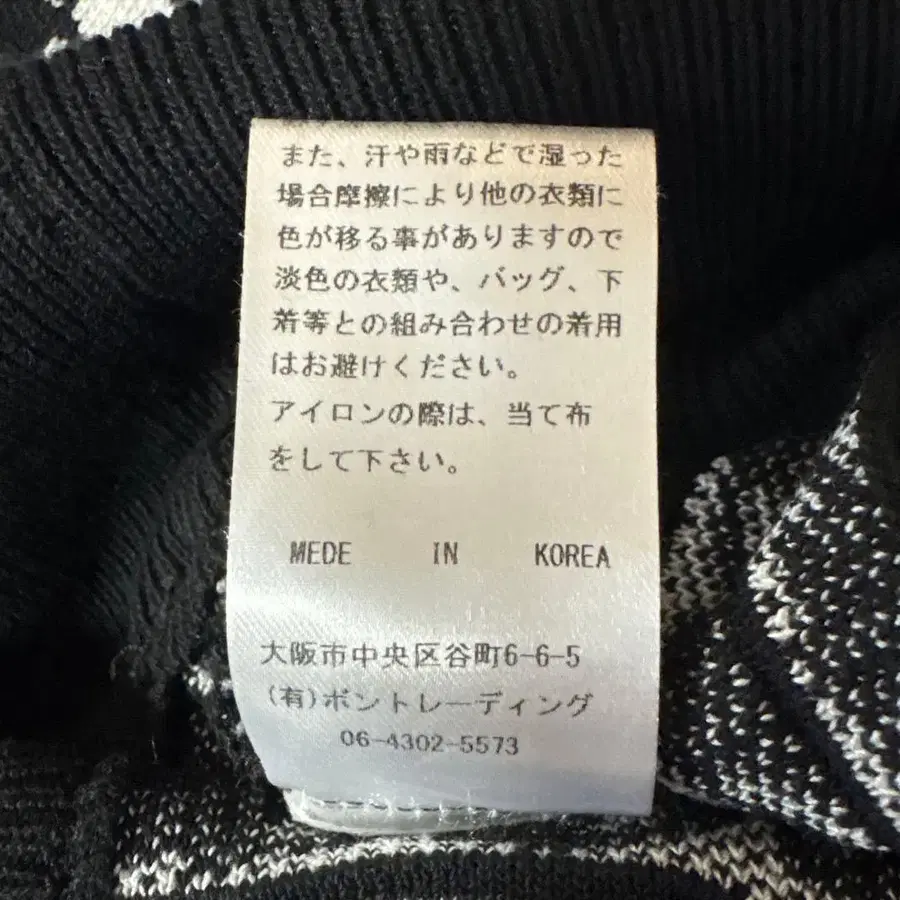 また、汗や雨などで湿った
場合摩擦により他の衣類に
色が移る事がありますので
淡色の衣類や、バッグ、下
着等との組み合わせの着用
はお避けください。
アイロンの際は、当て布
をして下さい。
MEDE IN KOREA
大阪市中央区谷町6-6-5
(有)ポントレーディング
06-4302-5573